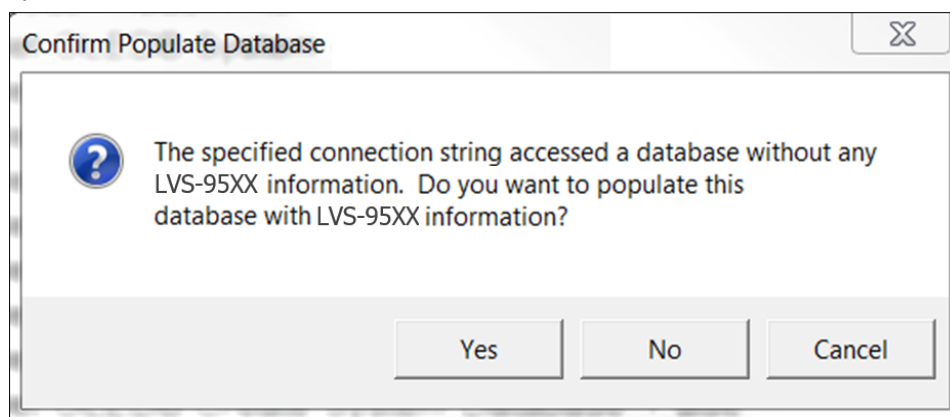 Confirm Populate Database
The specified connection string accessed a database without any
LVS-95XX information. Do you want to populate this
database with LVS-95XX information?
Yes No Cancel